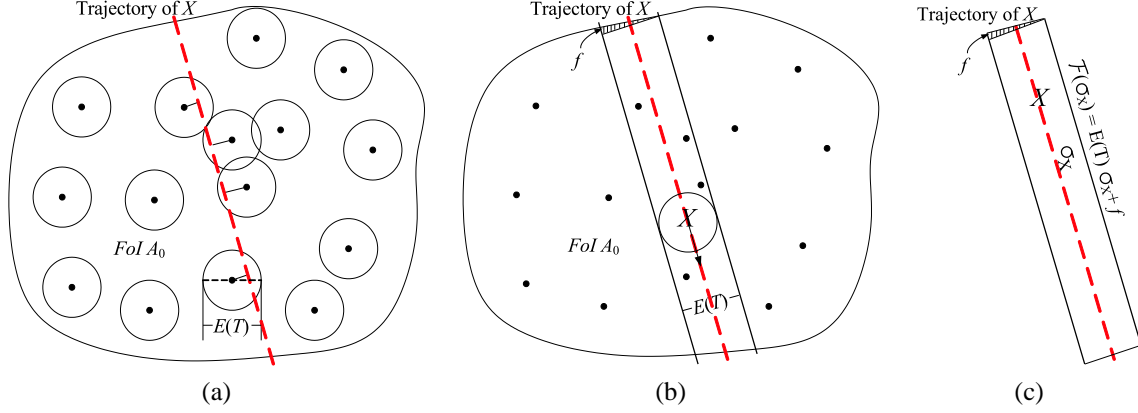 Trajectory of X
FoI A₀
E(T)
(a)
Trajectory of X
f
X
FoI A₀
E(T)
(b)
Trajectory of X
f
X
σX
ℱ(σX) = E(T) σX + f
(c)